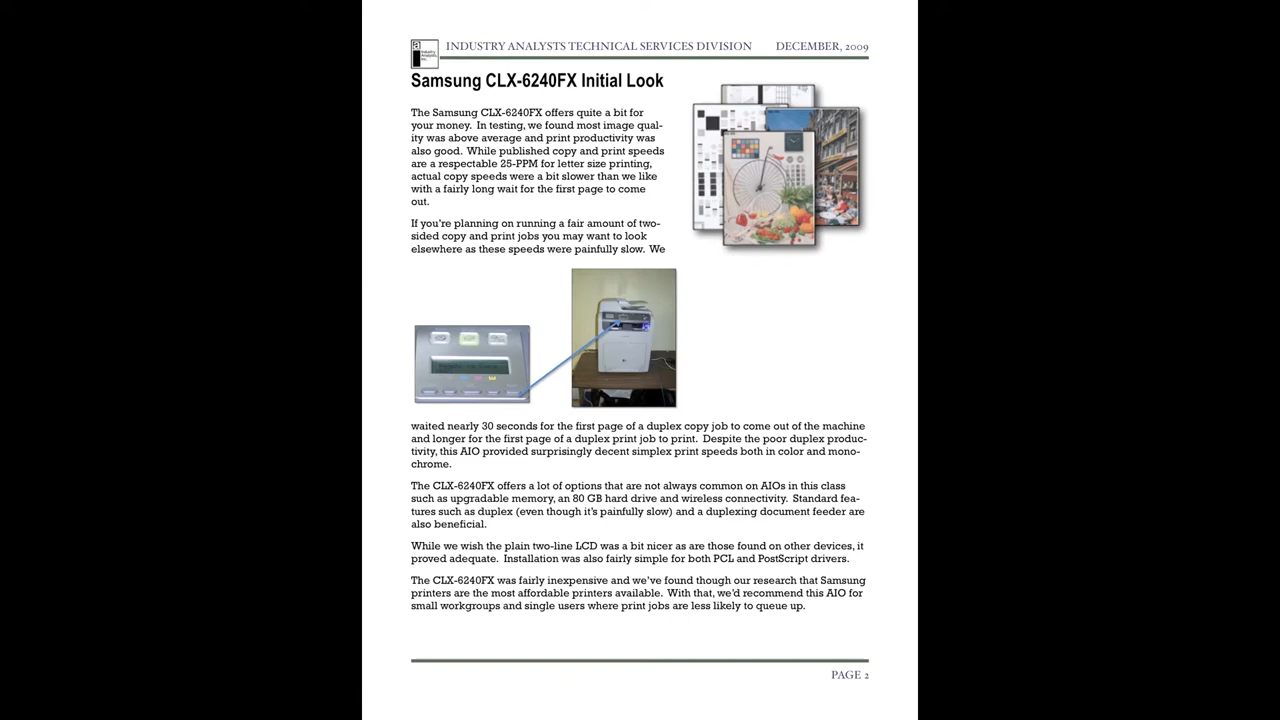 INDUSTRY ANALYSTS TECHNICAL SERVICES DIVISION DECEMBER, 2009
a
Industry
Analysts,
Inc.
Samsung CLX-6240FX Initial Look
The Samsung CLX-6240FX offers quite a bit for
your money. In testing, we found most image qual-
ity was above average and print productivity was
also good. While published copy and print speeds
are a respectable 25-PPM for letter size printing,
actual copy speeds were a bit slower than we like
with a fairly long wait for the first page to come
out.
If you're planning on running a fair amount of two-
sided copy and print jobs you may want to look
elsewhere as these speeds were painfully slow. We
waited nearly 30 seconds for the first page of a duplex copy job to come out of the machine
and longer for the first page of a duplex print job to print. Despite the poor duplex produc-
tivity, this AIO provided surprisingly decent simplex print speeds both in color and mono-
chrome.
The CLX-6240FX offers a lot of options that are not always common on AIOs in this class
such as upgradable memory, an 80 GB hard drive and wireless connectivity. Standard fea-
tures such as duplex (even though it's painfully slow) and a duplexing document feeder are
also beneficial.
While we wish the plain two-line LCD was a bit nicer as are those found on other devices, it
proved adequate. Installation was also fairly simple for both PCL and PostScript drivers.
The CLX-6240FX was fairly inexpensive and we've found though our research that Samsung
printers are the most affordable printers available. With that, we'd recommend this AIO for
small workgroups and single users where print jobs are less likely to queue up.
PAGE 2